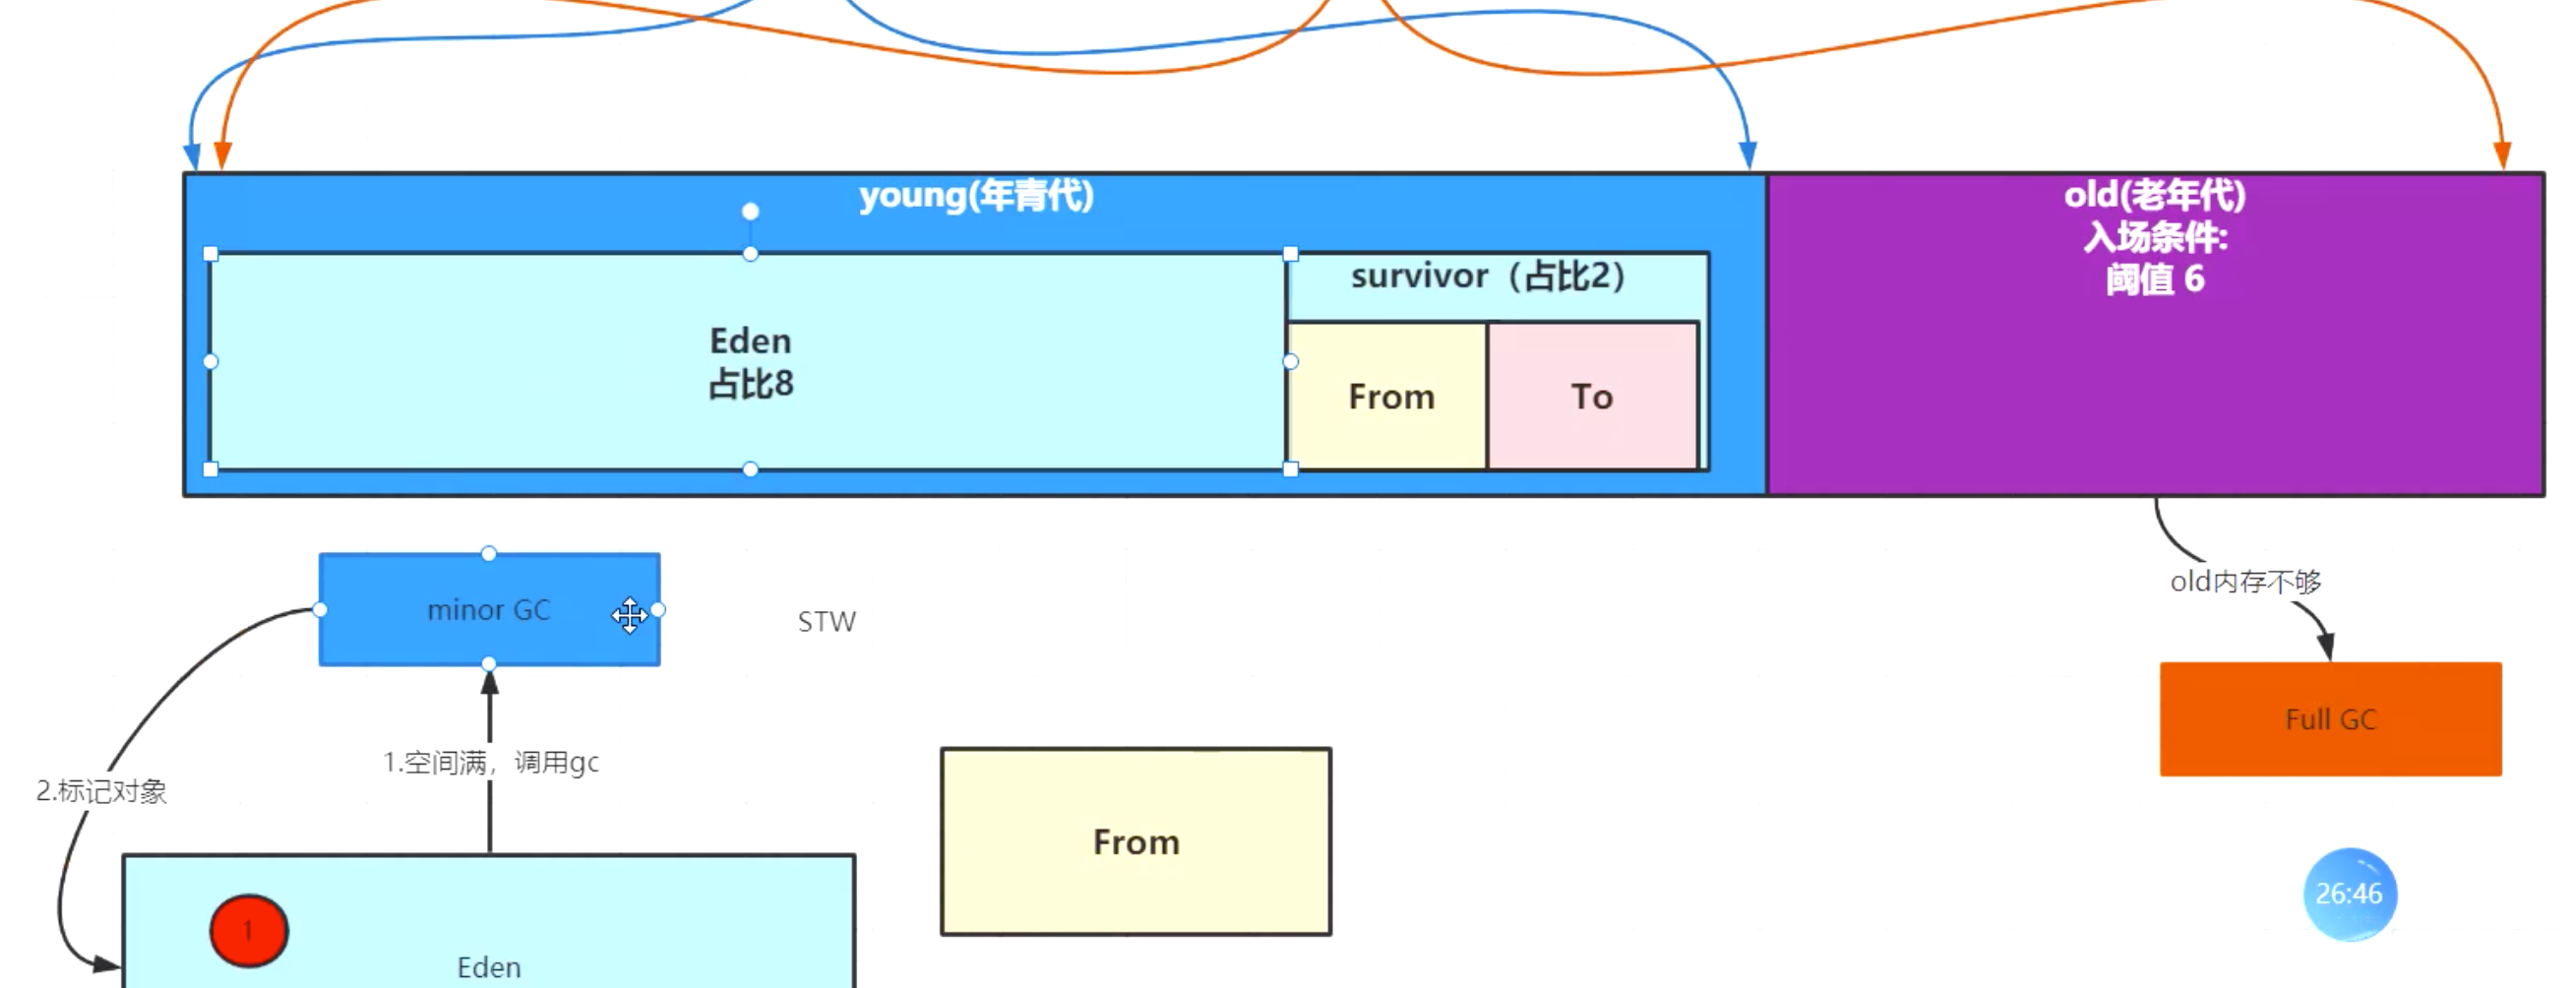 young(年青代)
old(老年代)
入场条件:
阈值 6
Eden
占比8
survivor（占比2）
From
To
minor GC
STW
old内存不够
Full GC
1.空间满，调用gc
2.标记对象
From
1
Eden
26:46